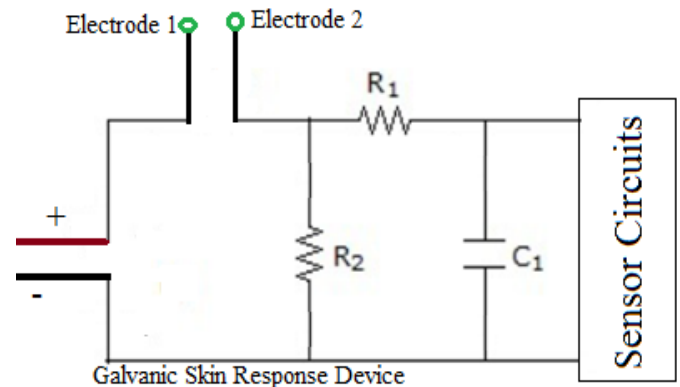 Electrode 1
Electrode 2
R1
+
-
R2
C1
Sensor Circuits
Galvanic Skin Response Device